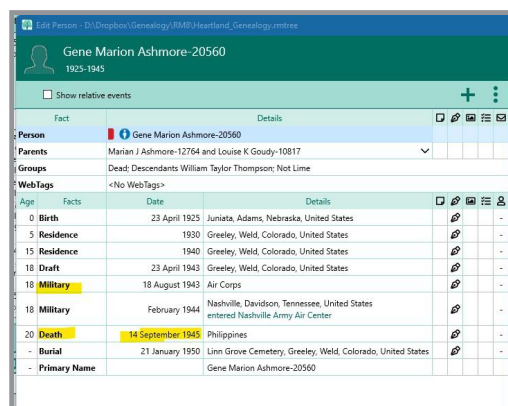 Edit Person - D:\Dropbox\Genealogy\RM8\Heartland_Genealogy.rmtree
Gene Marion Ashmore-20560
1925-1945
Show relative events
Fact Details
Person Gene Marion Ashmore-20560
Parents Marian J Ashmore-12764 and Louise K Goudy-10817
Groups Dead; Descendants William Taylor Thompson; Not Lime
WebTags <No WebTags>
Age Facts Date Details
0 Birth 23 April 1925 Juniata, Adams, Nebraska, United States -
5 Residence 1930 Greeley, Weld, Colorado, United States -
15 Residence 1940 Greeley, Weld, Colorado, United States -
18 Draft 23 April 1943 Greeley, Weld, Colorado, United States -
18 Military 18 August 1943 Air Corps -
18 Military February 1944 Nashville, Davidson, Tennessee, United States -
entered Nashville Army Air Center
20 Death 14 September 1945 Philippines -
- Burial 21 January 1950 Linn Grove Cemetery, Greeley, Weld, Colorado, United States -
- Primary Name Gene Marion Ashmore-20560